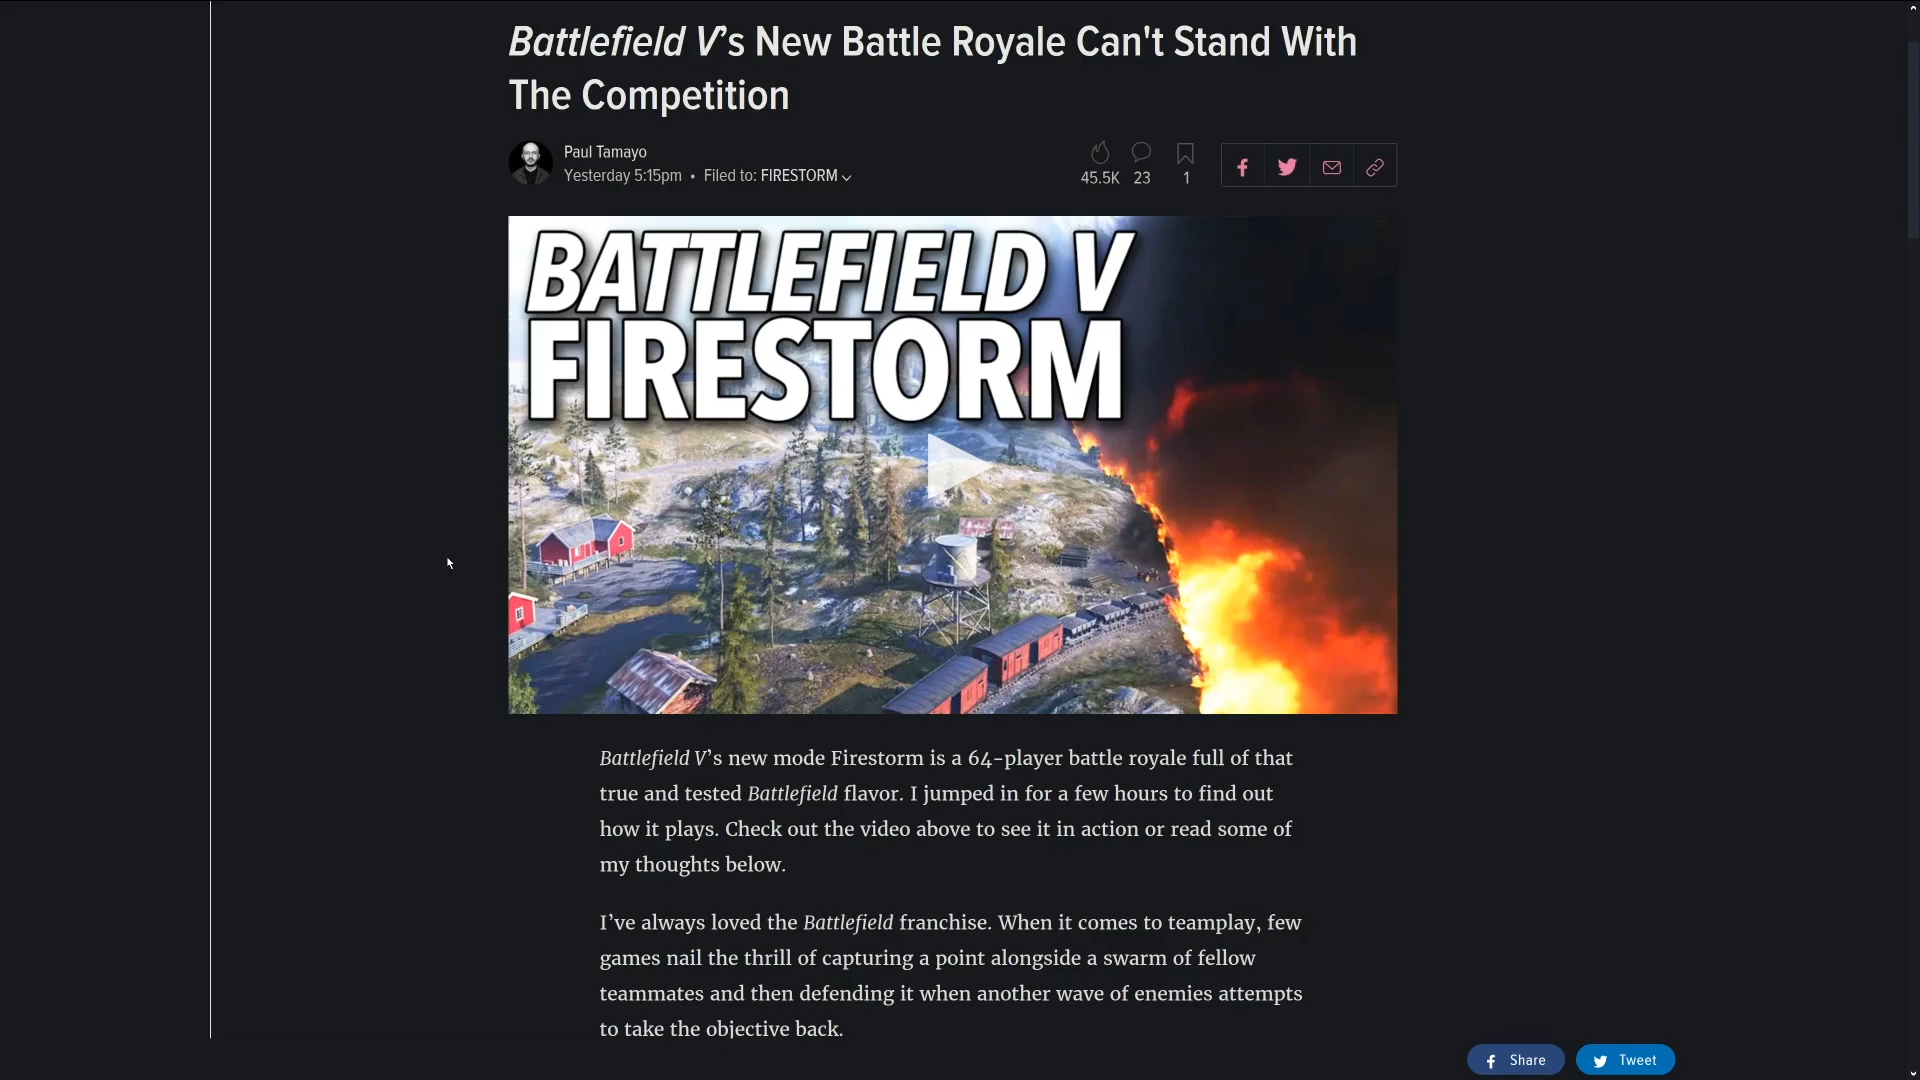 Battlefield V's New Battle Royale Can't Stand With
The Competition
Paul Tamayo
Yesterday 5:15pm • Filed to: FIRESTORM
45.5K 23 1
BATTLEFIELD V
FIRESTORM
Battlefield V’s new mode Firestorm is a 64-player battle royale full of that
true and tested Battlefield flavor. I jumped in for a few hours to find out
how it plays. Check out the video above to see it in action or read some of
my thoughts below.
I’ve always loved the Battlefield franchise. When it comes to teamplay, few
games nail the thrill of capturing a point alongside a swarm of fellow
teammates and then defending it when another wave of enemies attempts
to take the objective back.
Share Tweet